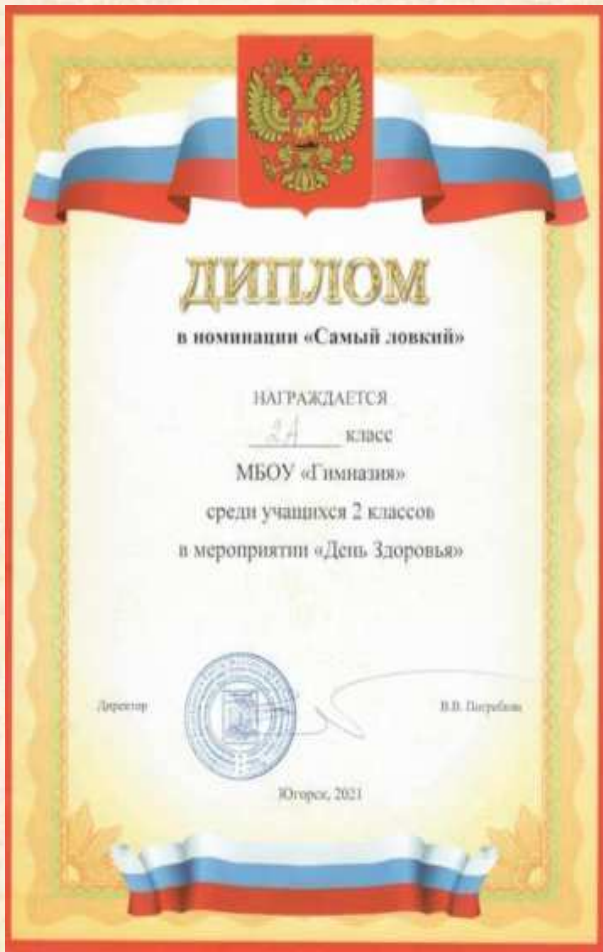 ДИПЛОМ
в номинации «Самый ловкий»
НАГРАЖДАЕТСЯ
2А класс
МБОУ «Гимназия»
среди учащихся 2 классов
в мероприятии «День Здоровья»
Директор
В.В.
Югорск, 2021